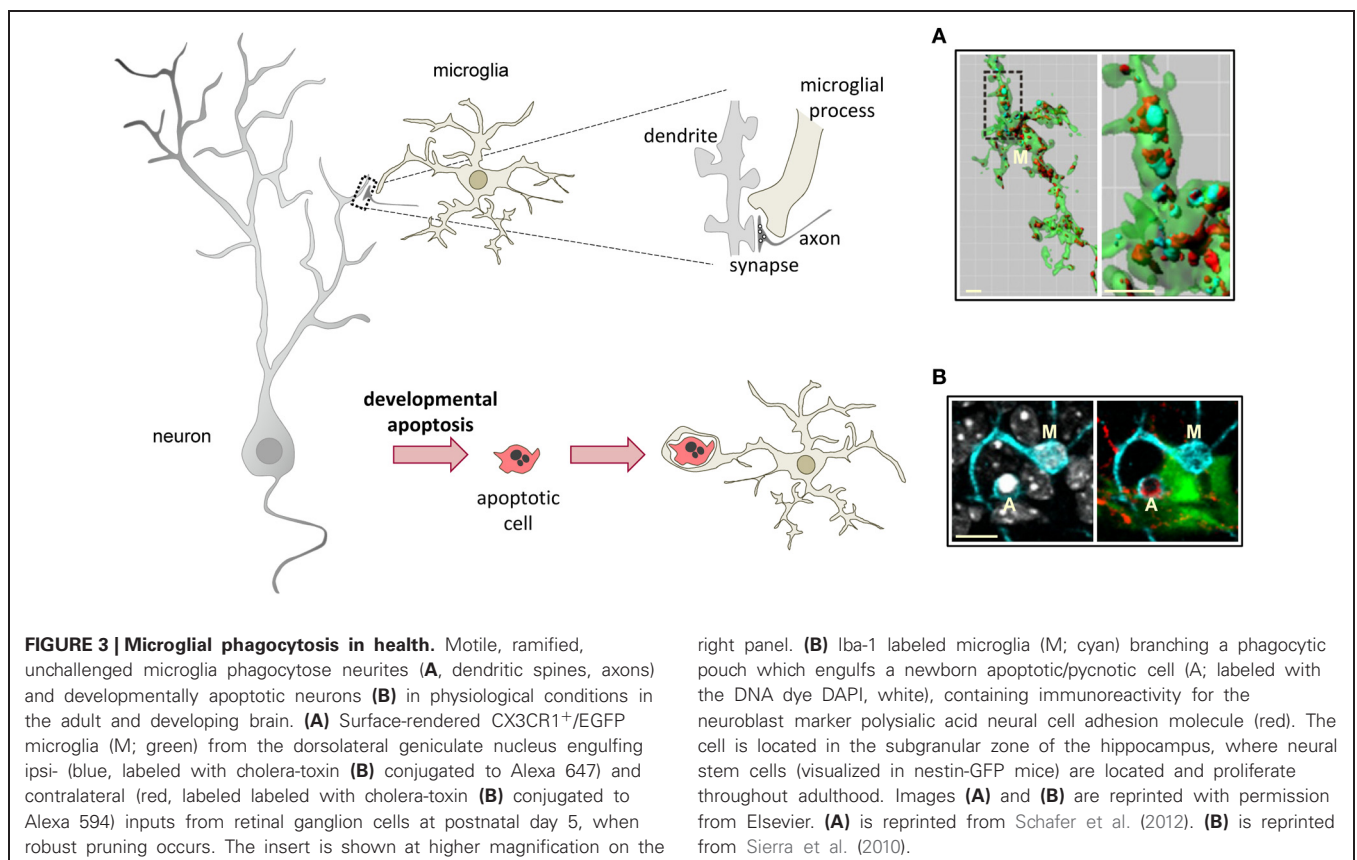 microglia
dendrite
microglial
process
axon
synapse
neuron
developmental
apoptosis
apoptotic
cell
A
M
B
M
A
M
A
FIGURE 3 | Microglial phagocytosis in health. Motile, ramified,
unchallenged microglia phagocytose neurites (A, dendritic spines, axons)
and developmentally apoptotic neurons (B) in physiological conditions in
the adult and developing brain. (A) Surface-rendered CX3CR1+/EGFP
microglia (M; green) from the dorsolateral geniculate nucleus engulfing
ipsi- (blue, labeled with cholera-toxin (B) conjugated to Alexa 647) and
contralateral (red, labeled labeled with cholera-toxin (B) conjugated to
Alexa 594) inputs from retinal ganglion cells at postnatal day 5, when
robust pruning occurs. The insert is shown at higher magnification on the
right panel. (B) Iba-1 labeled microglia (M; cyan) branching a phagocytic
pouch which engulfs a newborn apoptotic/pycnotic cell (A; labeled with
the DNA dye DAPI, white), containing immunoreactivity for the
neuroblast marker polysialic acid neural cell adhesion molecule (red). The
cell is located in the subgranular zone of the hippocampus, where neural
stem cells (visualized in nestin-GFP mice) are located and proliferate
throughout adulthood. Images (A) and (B) are reprinted with permission
from Elsevier. (A) is reprinted from Schafer et al. (2012). (B) is reprinted
from Sierra et al. (2010).